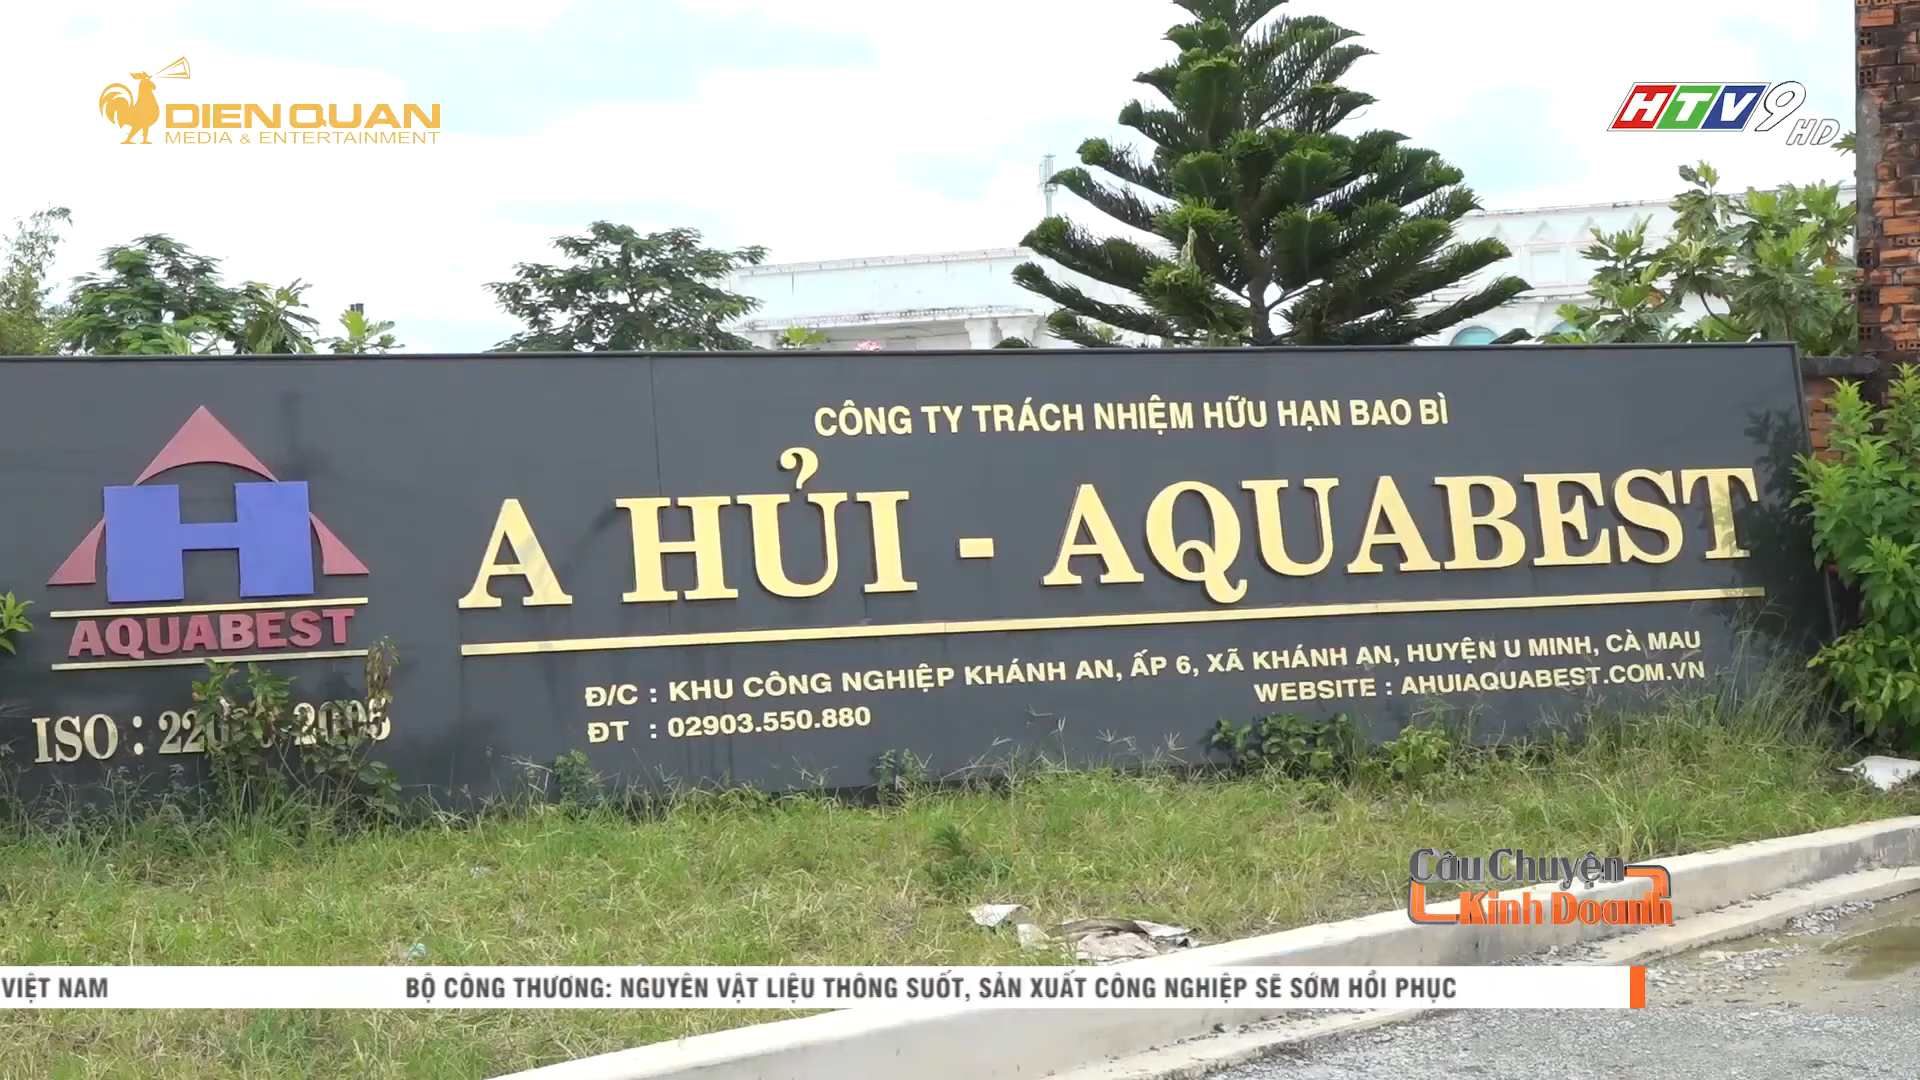 DIEN QUAN
MEDIA & ENTERTAINMENT
HTV9
HD
CÔNG TY TRÁCH NHIỆM HỮU HẠN BAO BÌ
A HỦI - AQUABEST
AQUABEST
Đ/C : KHU CÔNG NGHIỆP KHÁNH AN, ẤP 6, XÃ KHÁNH AN, HUYỆN U MINH, CÀ MAU
ĐT : 02903.550.880
WEBSITE : AHUIAQUABEST.COM.VN
ISO :
Câu Chuyện
Kinh Doanh
VIỆT NAM
BỘ CÔNG THƯƠNG: NGUYÊN VẬT LIỆU THÔNG SUỐT, SẢN XUẤT CÔNG NGHIỆP SẼ SỚM HỒI PHỤC